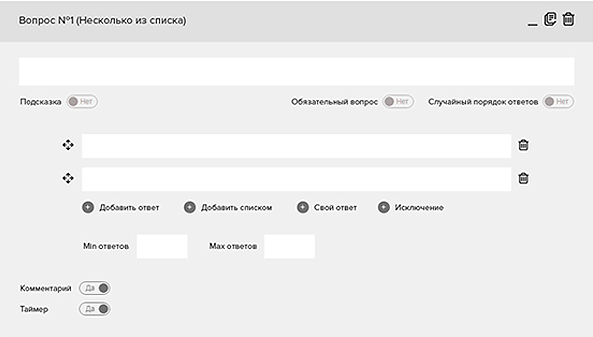 Вопрос №1 (Несколько из списка)
Подсказка Нет Обязательный вопрос Нет Случайный порядок ответов Нет
Добавить ответ Добавить списком Свой ответ Исключение
Min ответов Max ответов
Комментарий Да
Таймер Да